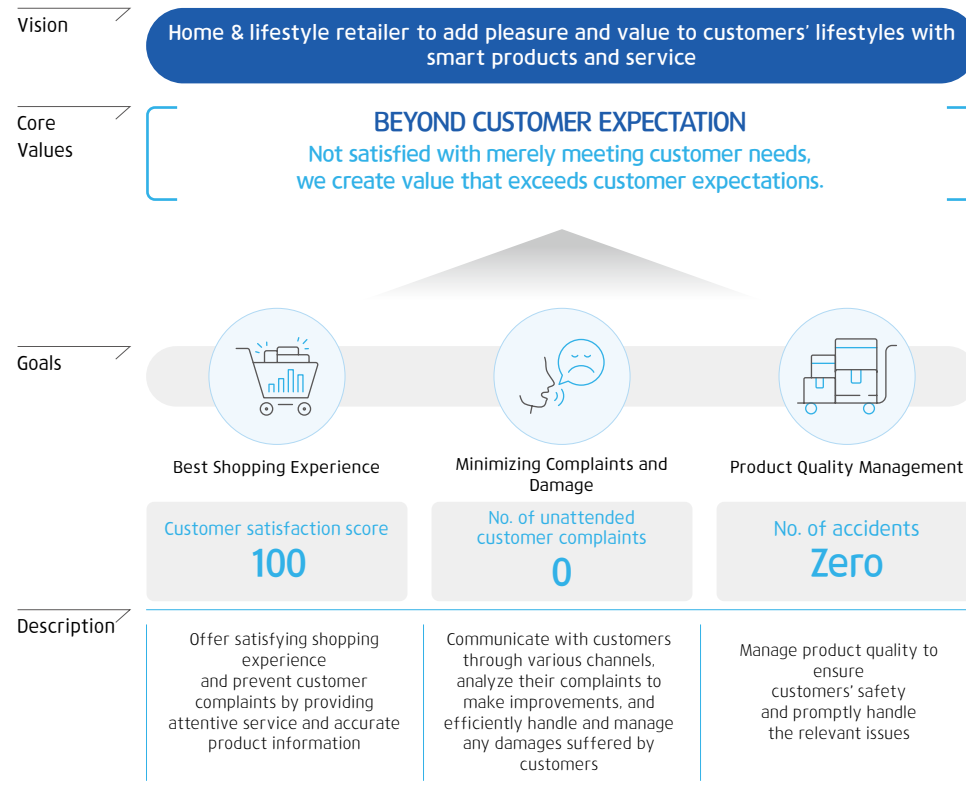 Vision
Home & lifestyle retailer to add pleasure and value to customers' lifestyles with
smart products and service
Core
Values
BEYOND CUSTOMER EXPECTATION
Not satisfied with merely meeting customer needs,
we create value that exceeds customer expectations.
Goals
Best Shopping Experience
Minimizing Complaints and
Damage
Product Quality Management
Customer satisfaction score
100
No. of unattended
customer complaints
0
No. of accidents
Zero
Description
Offer satisfying shopping
experience
and prevent customer
complaints by providing
attentive service and accurate
product information
Communicate with customers
through various channels,
analyze their complaints to
make improvements, and
efficiently handle and manage
any damages suffered by
customers
Manage product quality to
ensure
customers' safety
and promptly handle
the relevant issues